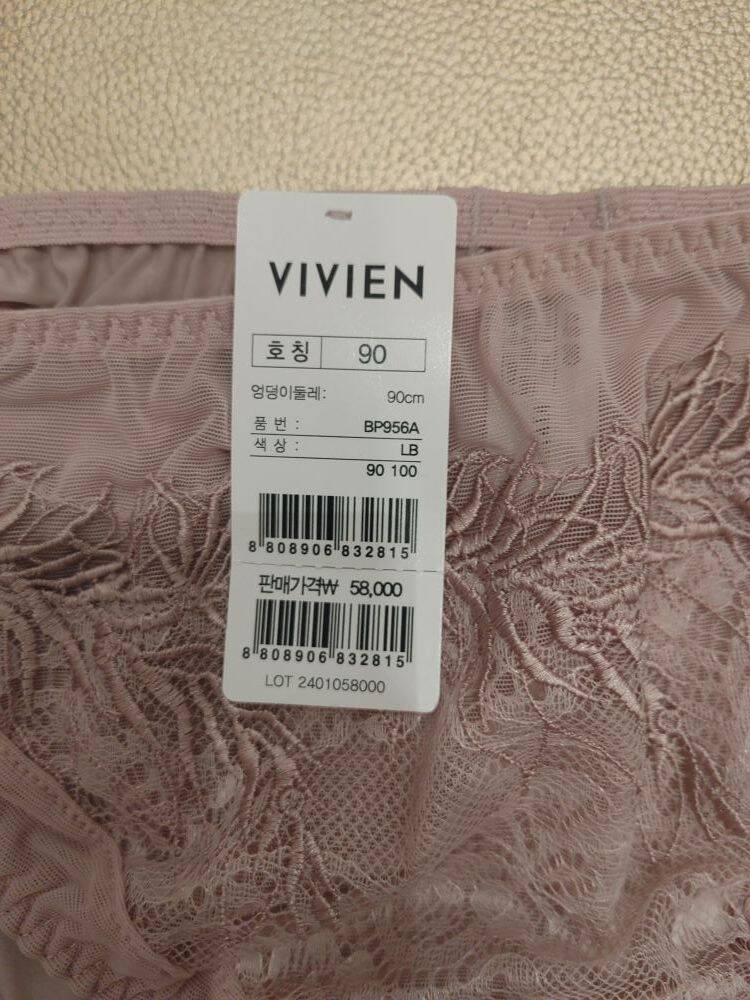 VIVIEN
호칭 90
엉덩이둘레: 90cm
품 번 : BP956A
색 상 : LB
90 100
8 808906 832815
판매가격₩ 58,000
8 808906 832815
LOT 2401058000